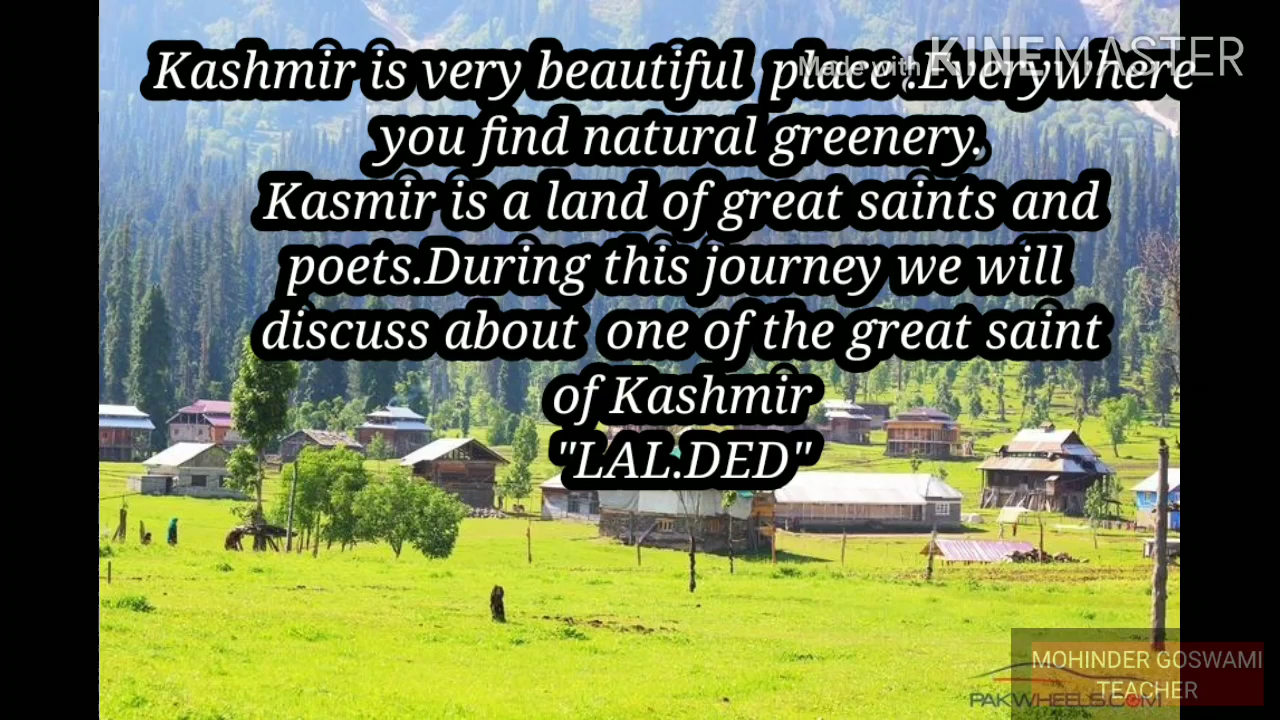 Made with KINEMASTER
Kashmir is very beautiful place.Everywhere
you find natural greenery.
Kasmir is a land of great saints and
poets.During this journey we will
discuss about one of the great saint
of Kashmir
"LAL.DED"
MOHINDER GOSWAMI
TEACHER
PAKWHEELS.COM